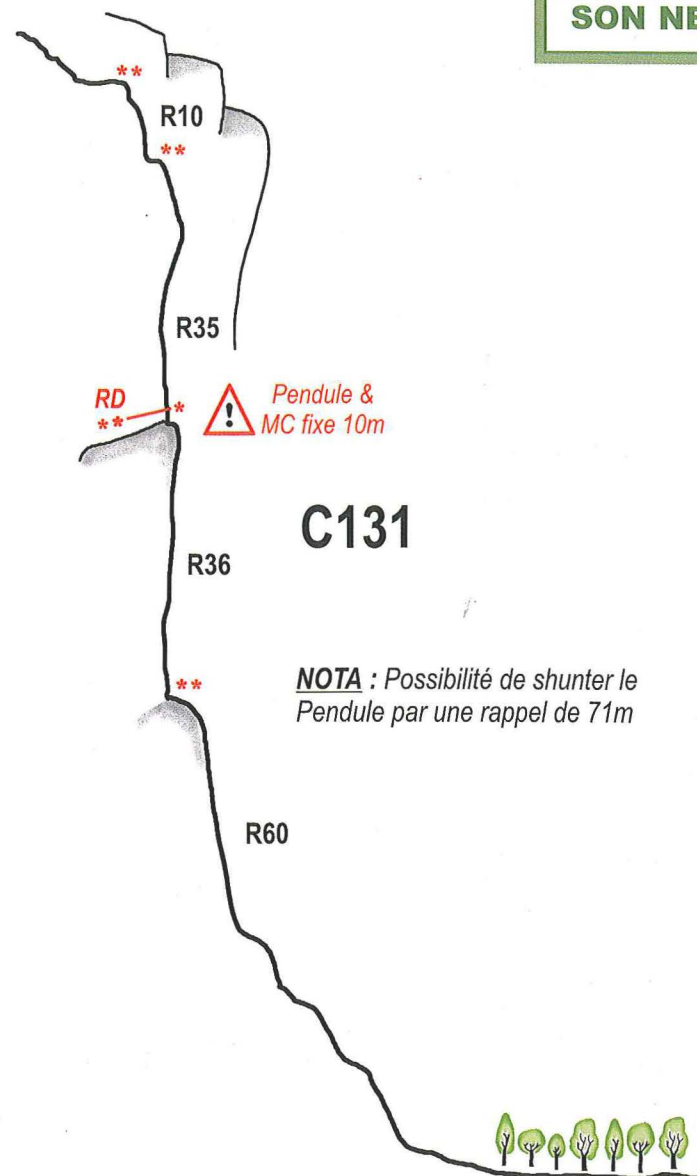 SON NE
**
R10
**
R35
RD
**
*
!
Pendule &
MC fixe 10m
C131
R36
**
NOTA : Possibilité de shunter le
Pendule par une rappel de 71m
R60